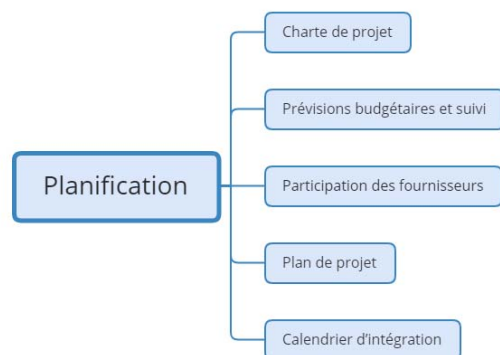 Charte de projet
Prévisions budgétaires et suivi
Planification
Participation des fournisseurs
Plan de projet
Calendrier d’intégration